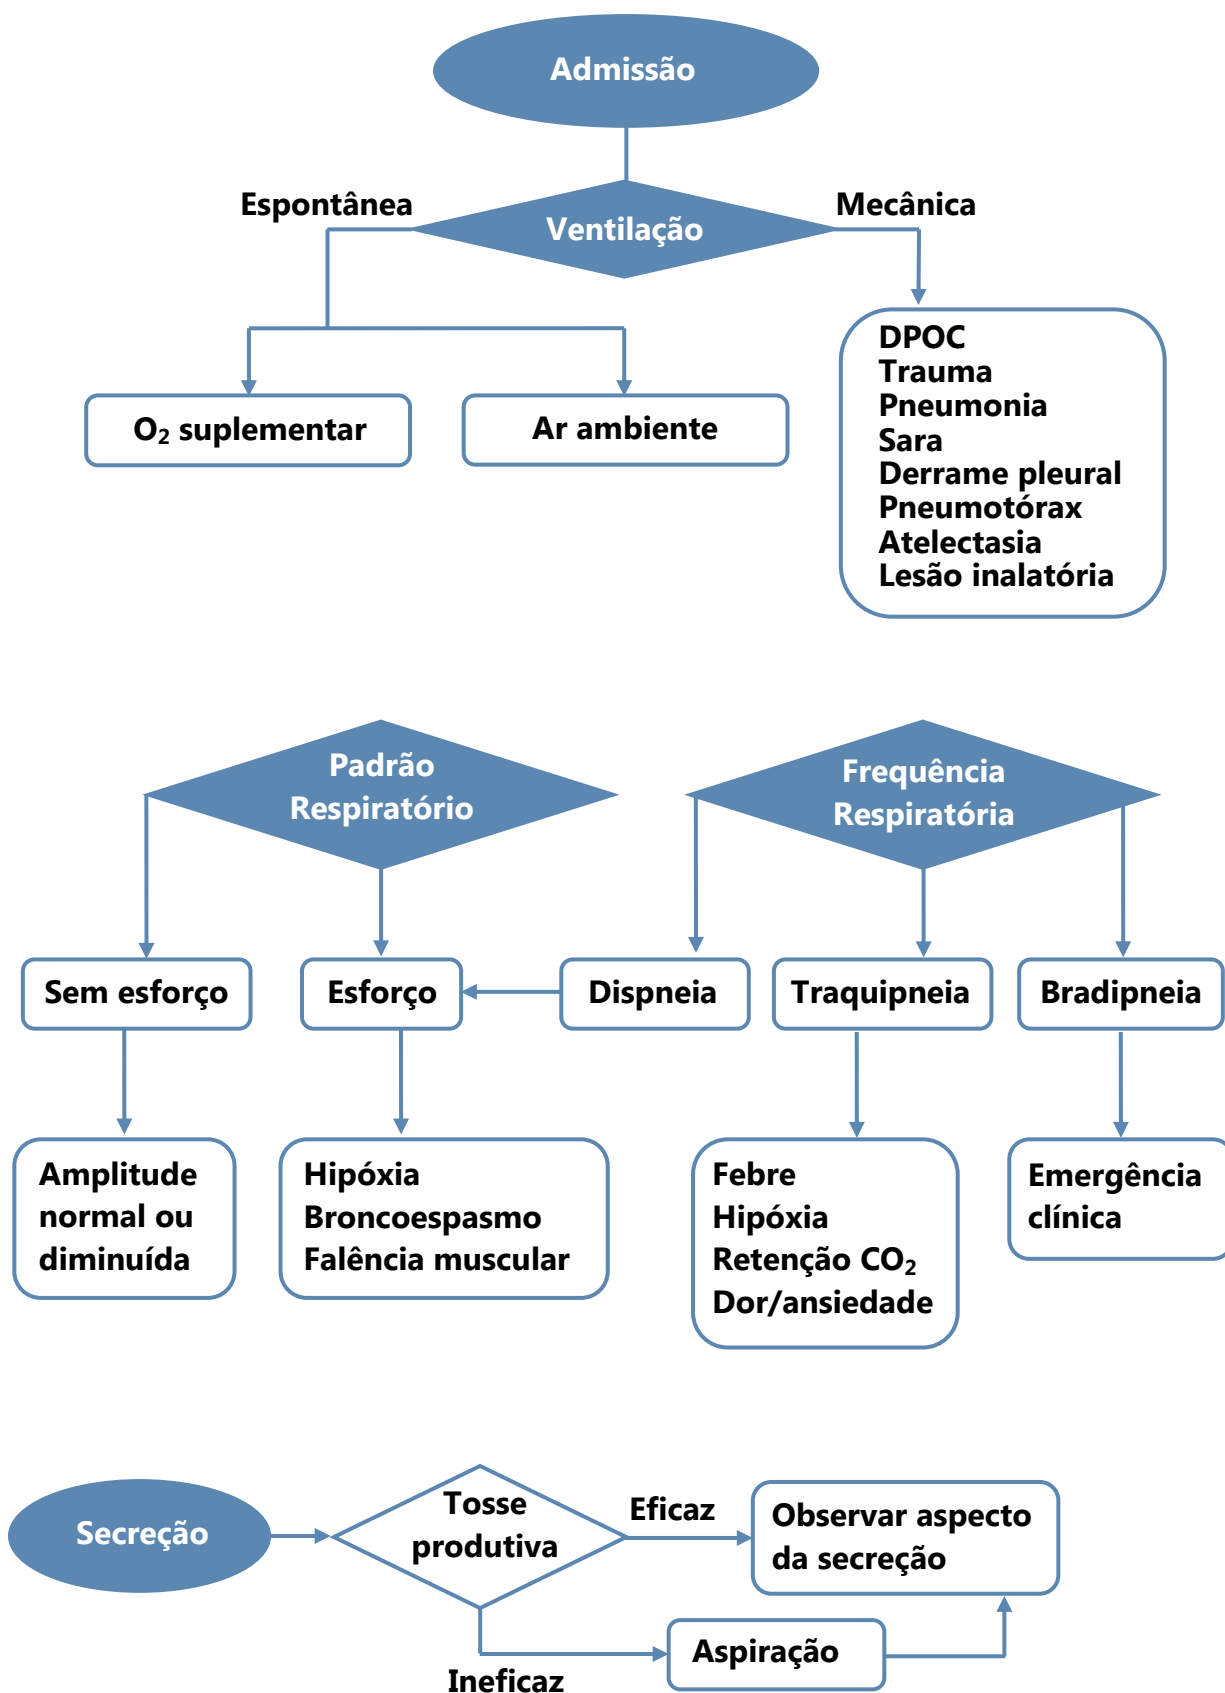 Admissão
Espontânea
Mecânica
Ventilação
O₂ suplementar
Ar ambiente
DPOC
Trauma
Pneumonia
Sara
Derrame pleural
Pneumotórax
Atelectasia
Lesão inalatória
Padrão
Respiratório
Frequência
Respiratória
Sem esforço
Esforço
Dispneia
Traquipneia
Bradipneia
Amplitude
normal ou
diminuída
Hipóxia
Broncoespasmo
Falência muscular
Febre
Hipóxia
Retenção CO₂
Dor/ansiedade
Emergência
clínica
Secreção
Tosse
produtiva
Eficaz
Observar aspecto
da secreção
Ineficaz
Aspiração